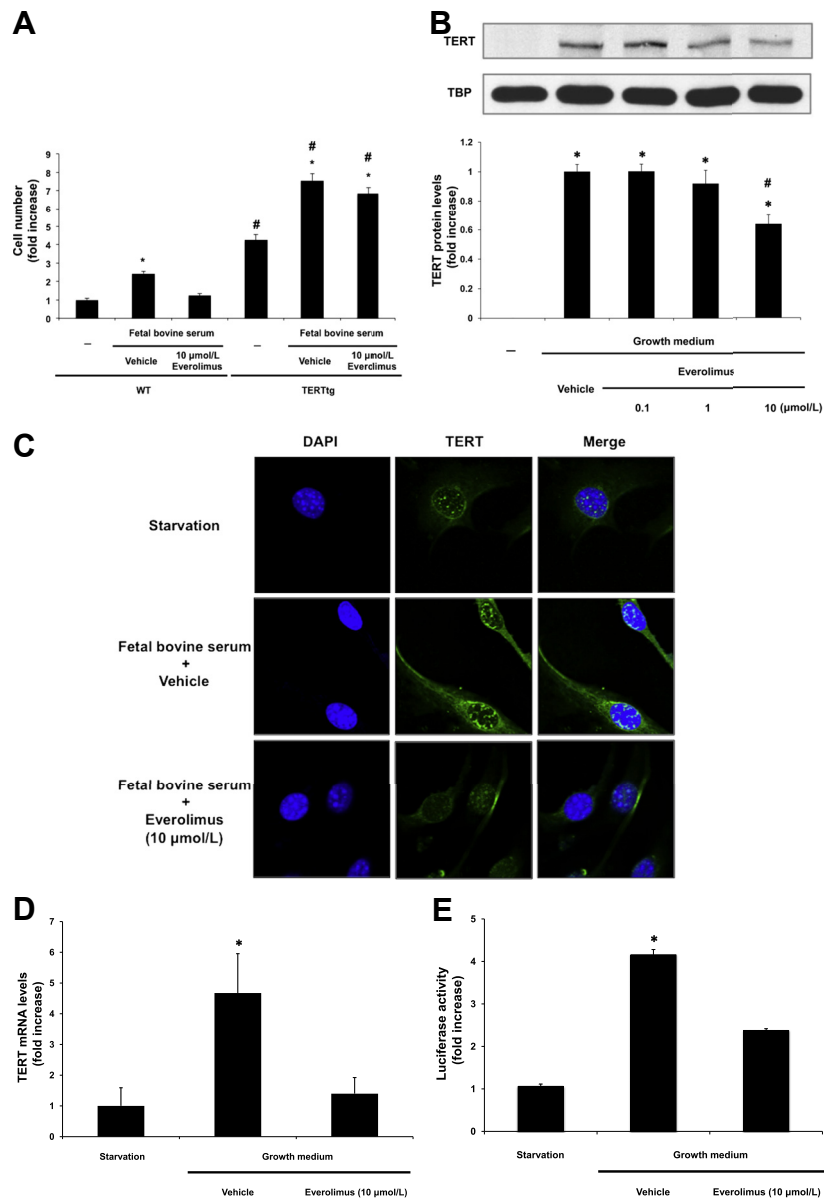 A
Cell number
(fold increase)
9
8
7
6
5
4
3
2
1
0
*
#
#
*
#
*
Fetal bovine serum
Fetal bovine serum
–
Vehicle
10 µmol/L
Everolimus
–
Vehicle
10 µmol/L
Everolimus
WT
TERTtg
B
TERT
TBP
TERT protein levels
(fold increase)
1.2
1
0.8
0.6
0.4
0.2
0
*
*
*
#
*
–
Growth medium
Everolimus
Vehicle
0.1
1
10 (µmol/L)
C
DAPI
TERT
Merge
Starvation
Fetal bovine serum
+
Vehicle
Fetal bovine serum
+
Everolimus
(10 µmol/L)
D
TERT mRNA levels
(fold increase)
7
6
5
4
3
2
1
0
*
Starvation
Growth medium
Vehicle
Everolimus (10 µmol/L)
E
Luciferase activity
(fold increase)
5
4
3
2
1
0
*
Starvation
Growth medium
Vehicle
Everolimus (10 µmol/L)